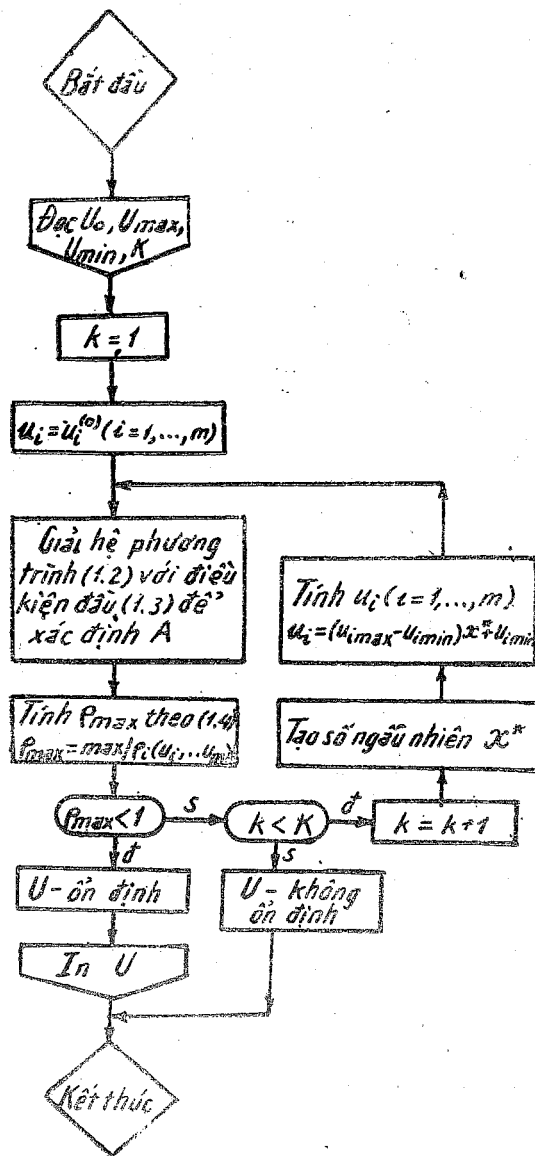 Bắt đầu
Đọc U₀, Umax,
Umin, K
k = 1
uᵢ = uᵢ⁽⁰⁾ (i = 1, ..., m)
Giải hệ phương
trình (1.2) với điều
kiện đầu (1.3) để
xác định A
Tính ρmax theo (1.4)
ρmax = max|ρᵢ(uᵢ, .. uₘ)
ρmax < 1
s
k < K
đ
k = k + 1
đ
s
U - ổn định
U - không
ổn định
In U
Kết thúc
Tính uᵢ (i = 1, ..., m)
uᵢ = (uᵢmax - uᵢmin) x* + uᵢmin
Tạo số ngẫu nhiên x*